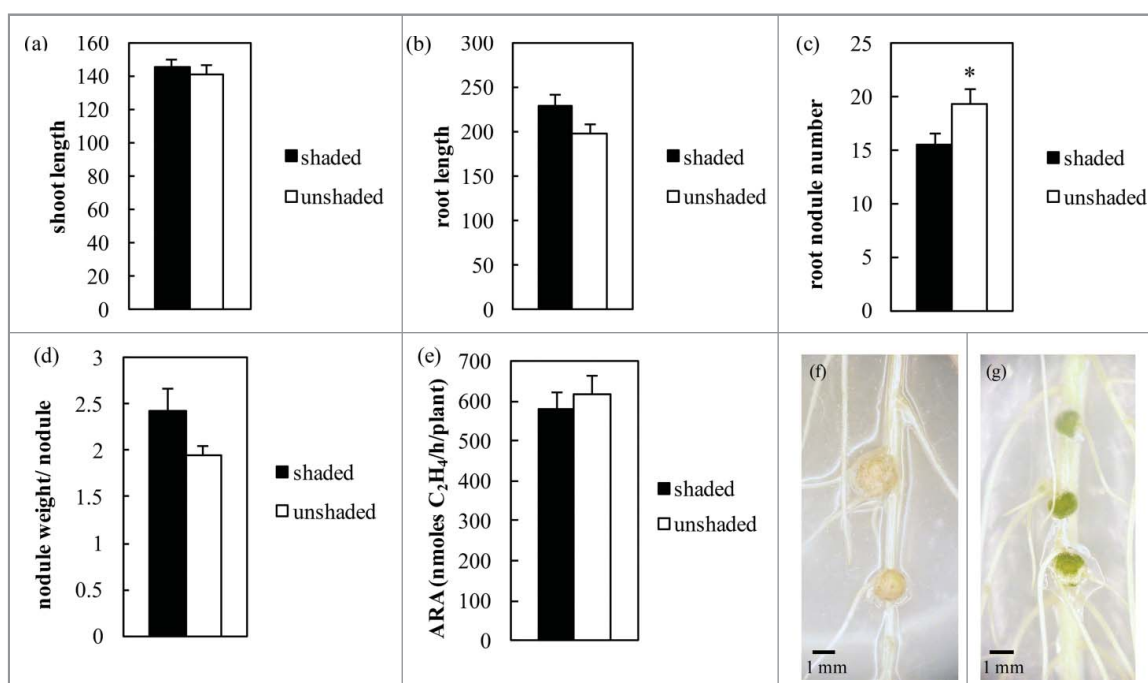 (a)
160
140
120
100
80
60
40
20
0
shoot length
shaded
unshaded
(b)
300
250
200
150
100
50
0
root length
shaded
unshaded
(c)
25
20
15
10
5
0
root nodule number
*
shaded
unshaded
(d)
3
2.5
2
1.5
1
0.5
0
nodule weight/ nodule
shaded
unshaded
(e)
700
600
500
400
300
200
100
0
ARA (nmoles C₂H₄/h/plant)
shaded
unshaded
(f)
1 mm
(g)
1 mm